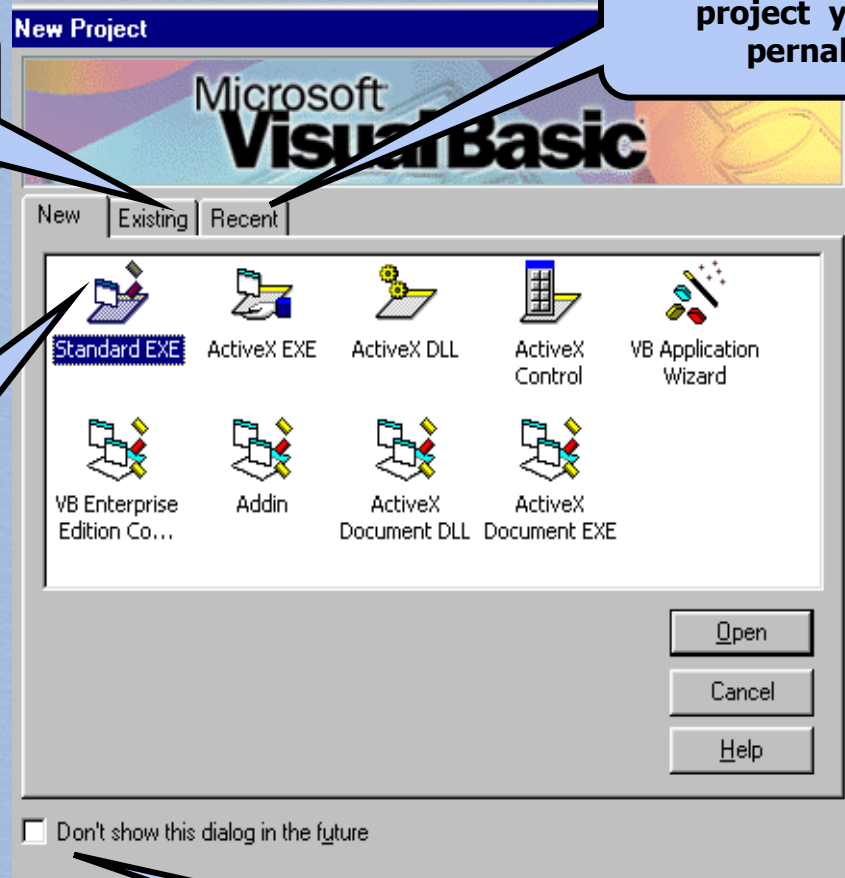 project y
pernal
New Project
Microsoft
Visual Basic
New Existing Recent
Standard EXE ActiveX EXE ActiveX DLL ActiveX Control VB Application Wizard
VB Enterprise Edition Co... Addin ActiveX Document DLL ActiveX Document EXE
Open
Cancel
Help
Don't show this dialog in the future